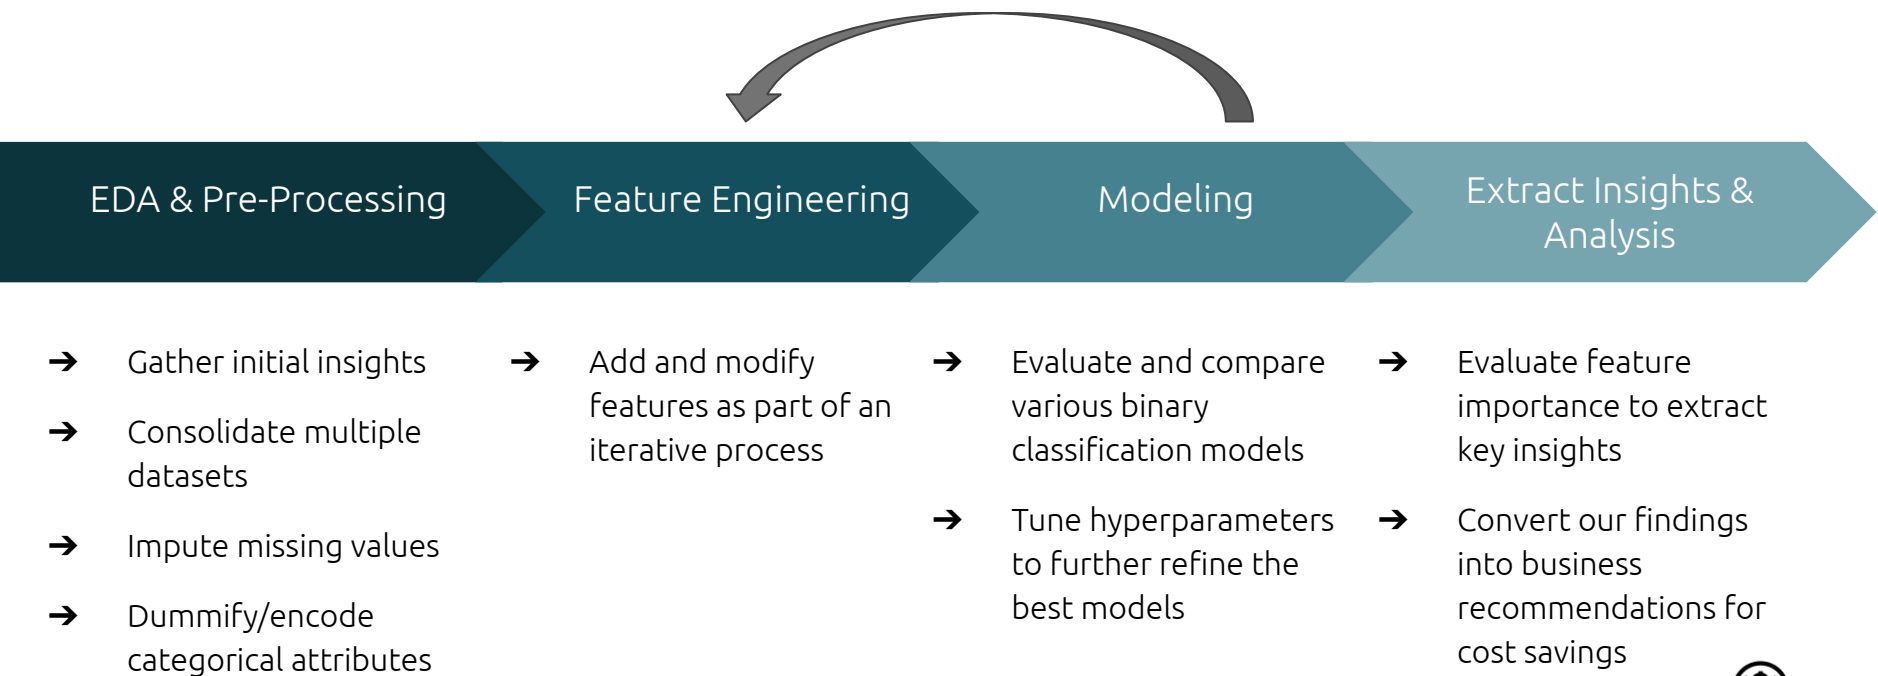 EDA & Pre-Processing
Feature Engineering
Modeling
Extract Insights &
Analysis
➔ Gather initial insights
➔ Consolidate multiple
datasets
➔ Impute missing values
➔ Dummify/encode
categorical attributes
➔ Add and modify
features as part of an
iterative process
➔ Evaluate and compare
various binary
classification models
➔ Tune hyperparameters
to further refine the
best models
➔ Evaluate feature
importance to extract
key insights
➔ Convert our findings
into business
recommendations for
cost savings